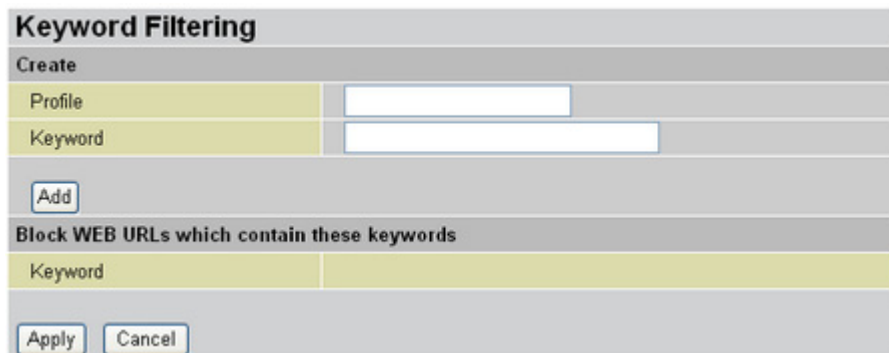 Keyword Filtering
Create
Profile
Keyword
Add
Block WEB URLs which contain these keywords
Keyword
Apply Cancel